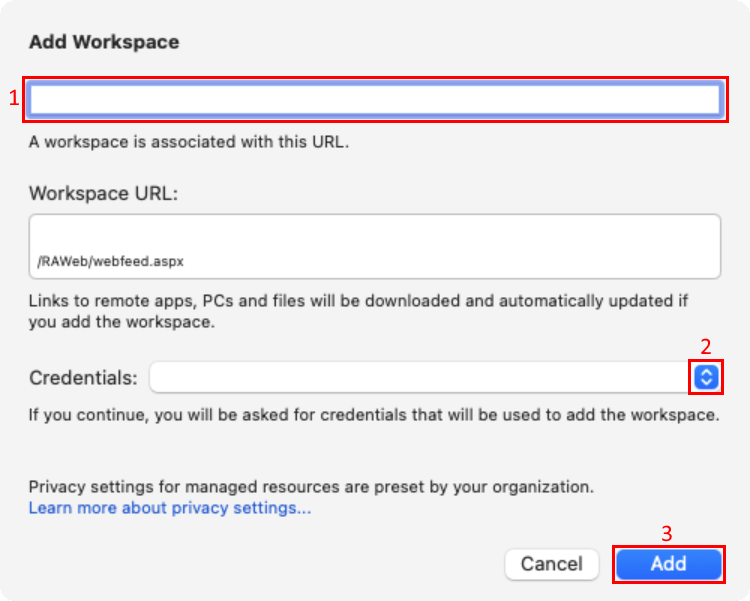 Add Workspace
1
A workspace is associated with this URL.
Workspace URL:
/RAWeb/webfeed.aspx
Links to remote apps, PCs and files will be downloaded and automatically updated if
you add the workspace.
2
Credentials:
If you continue, you will be asked for credentials that will be used to add the workspace.
Privacy settings for managed resources are preset by your organization.
Learn more about privacy settings...
3
Cancel Add